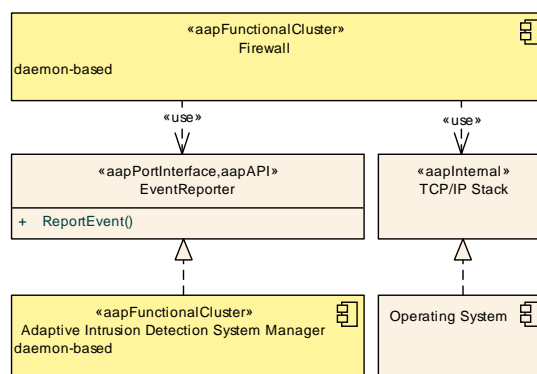 «aapFunctionalCluster»
Firewall
daemon-based
«use»
«use»
«aapPortInterface,aapAPI»
EventReporter
+ ReportEvent()
«aapInternal»
TCP/IP Stack
«aapFunctionalCluster»
Adaptive Intrusion Detection System Manager
daemon-based
Operating System